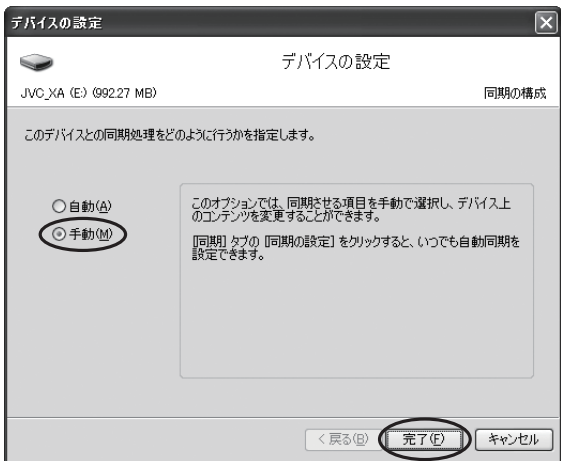 デバイスの設定
デバイスの設定
JVC_XA (E:) (992.27 MB)
同期の構成
このデバイスとの同期処理をどのように行うかを指定します。
自動(A)
手動(M)
このオプションでは、同期させる項目を手動で選択し、デバイス上
のコンテンツを変更することができます。
[同期] タブの [同期の設定] をクリックすると、いつでも自動同期を
設定できます。
< 戻る(B)
完了(F)
キャンセル